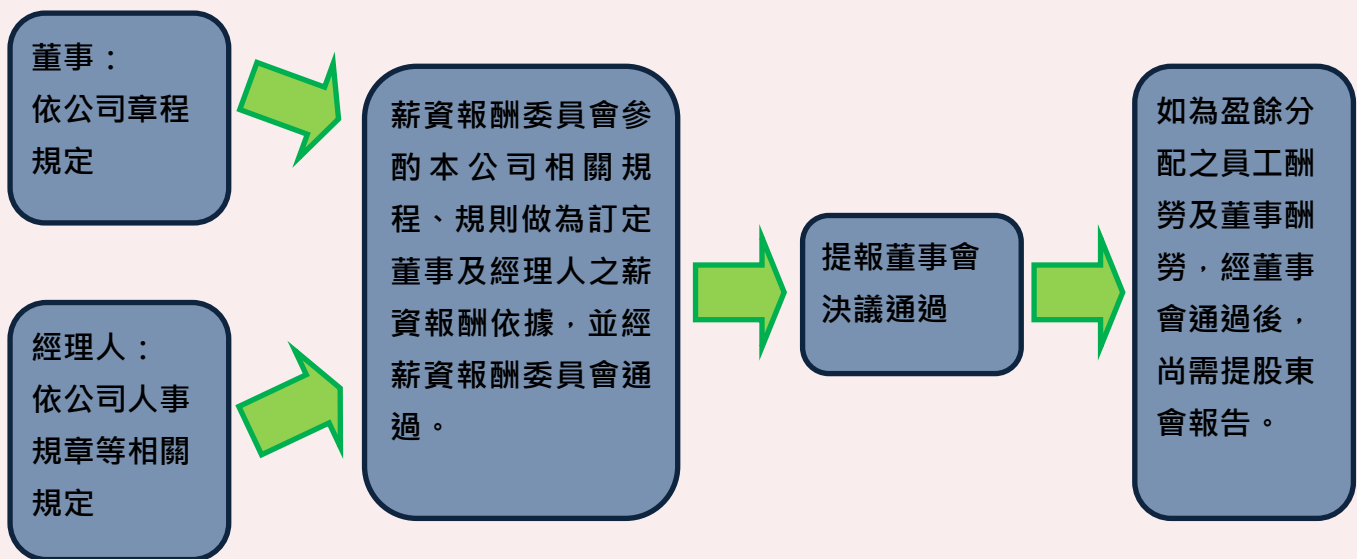 董事：
依公司章程
規定
經理人：
依公司人事
規章等相關
規定
薪資報酬委員會參
酌本公司相關規
程、規則做為訂定
董事及經理人之薪
資報酬依據，並經
薪資報酬委員會通
過。
提報董事會
決議通過
如為盈餘分
配之員工酬
勞及董事酬
勞，經董事
會通過後，
尚需提股東
會報告。